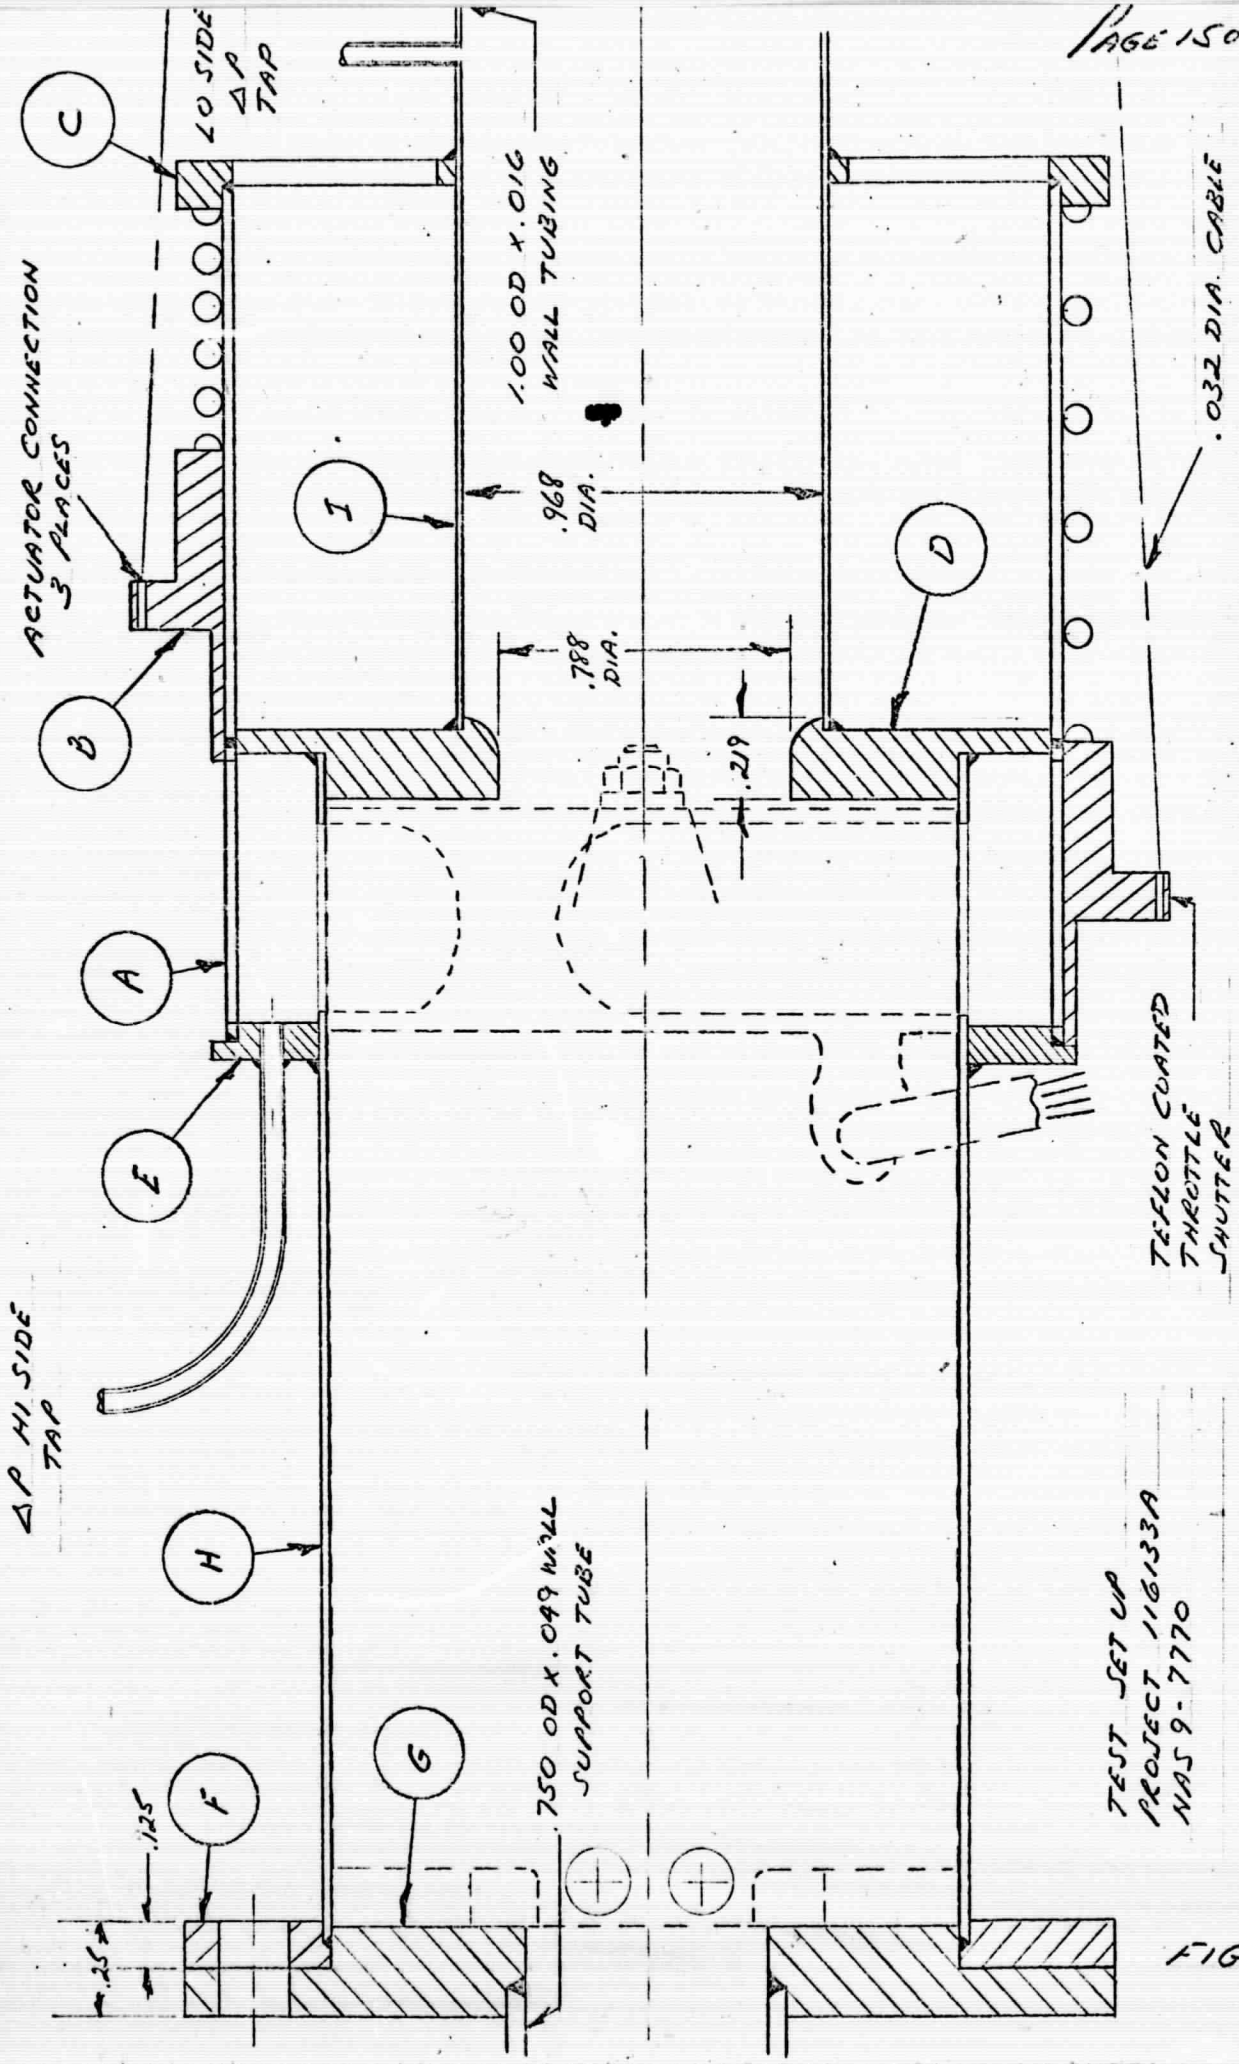 PAGE 150
C
LO SIDE
ΔP
TAP
ACTUATOR CONNECTION
3 PLACES
B
I
1.00 OD X .016
WALL TUBING
.968
DIA.
.788
DIA.
D
.219
.032 DIA. CABLE
A
E
TEFLON COATED
THROTTLE
SHUTTER
ΔP HI SIDE
TAP
H
F
.125
.25
G
.750 OD X .049 WALL
SUPPORT TUBE
TEST SET UP
PROJECT 116133A
NAS 9-7770
FIG